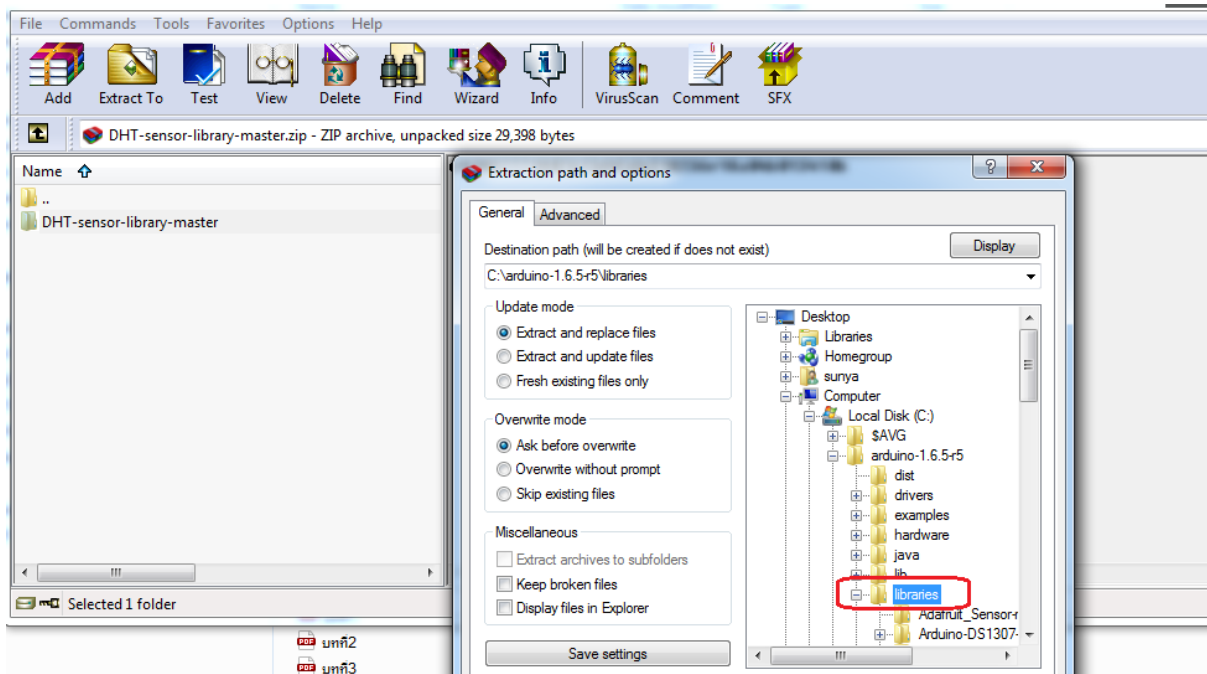 File Commands Tools Favorites Options Help
Add Extract To Test View Delete Find Wizard Info VirusScan Comment SFX
DHT-sensor-library-master.zip - ZIP archive, unpacked size 29,398 bytes
Name
..
DHT-sensor-library-master
Selected 1 folder
Extraction path and options
General Advanced
Destination path (will be created if does not exist)
Display
C:\arduino-1.6.5-r5\libraries
Update mode
Extract and replace files
Extract and update files
Fresh existing files only
Overwrite mode
Ask before overwrite
Overwrite without prompt
Skip existing files
Miscellaneous
Extract archives to subfolders
Keep broken files
Display files in Explorer
Save settings
Desktop
Libraries
Homegroup
sunya
Computer
Local Disk (C:)
$AVG
arduino-1.6.5-r5
dist
drivers
examples
hardware
java
lib
libraries
Adafruit_Sensor-r
Arduino-DS1307-
PDF บทที่2
PDF บทที่3